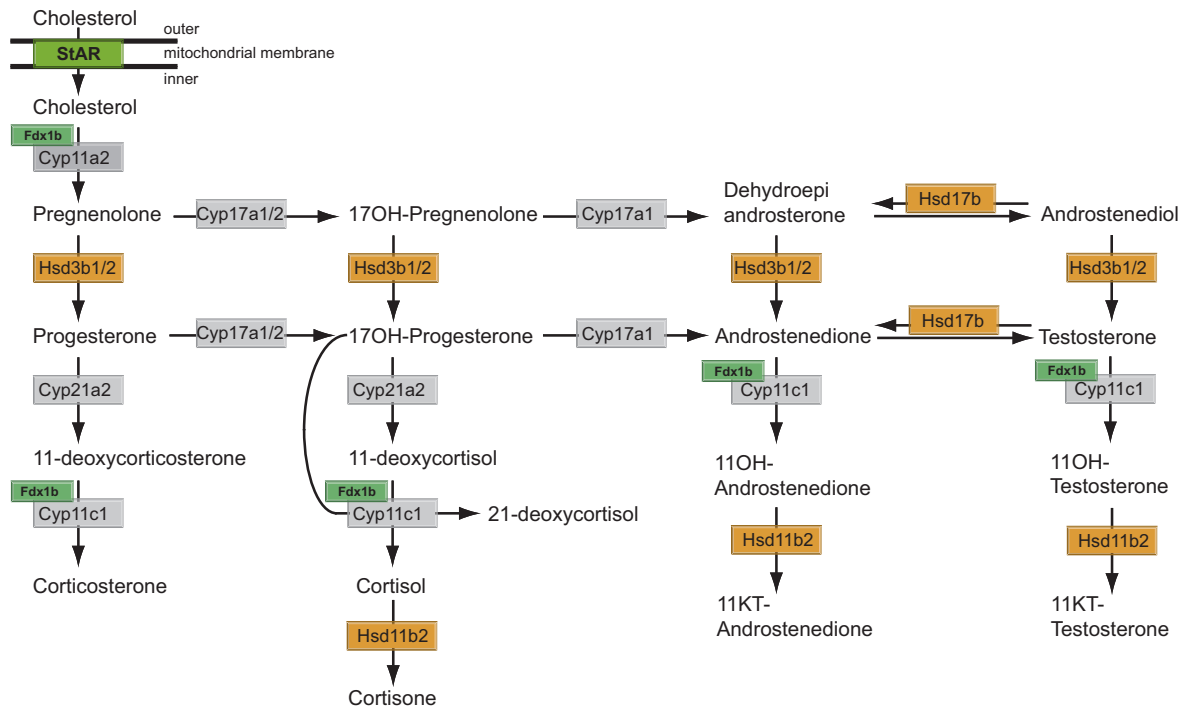 Cholesterol
outer
StAR
mitochondrial membrane
inner
Cholesterol
Fdx1b
Cyp11a2
Pregnenolone
Cyp17a1/2
17OH-Pregnenolone
Cyp17a1
Dehydroepi
androsterone
Hsd17b
Androstenediol
Hsd3b1/2
Hsd3b1/2
Hsd3b1/2
Hsd3b1/2
Progesterone
Cyp17a1/2
17OH-Progesterone
Cyp17a1
Androstenedione
Hsd17b
Testosterone
Cyp21a2
Cyp21a2
Fdx1b
Cyp11c1
Fdx1b
Cyp11c1
11-deoxycorticosterone
11-deoxycortisol
11OH-
Androstenedione
11OH-
Testosterone
Fdx1b
Cyp11c1
Fdx1b
Cyp11c1
21-deoxycortisol
Hsd11b2
Hsd11b2
Corticosterone
Cortisol
11KT-
Androstenedione
11KT-
Testosterone
Hsd11b2
Cortisone